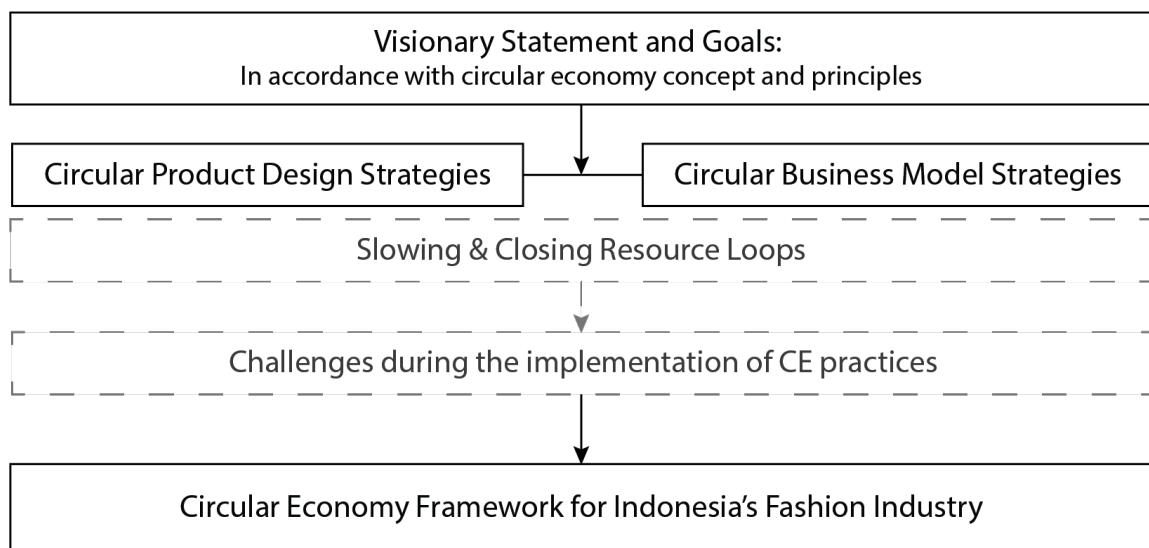 Visionary Statement and Goals:
In accordance with circular economy concept and principles
Circular Product Design Strategies
Circular Business Model Strategies
Slowing & Closing Resource Loops
Challenges during the implementation of CE practices
Circular Economy Framework for Indonesia’s Fashion Industry